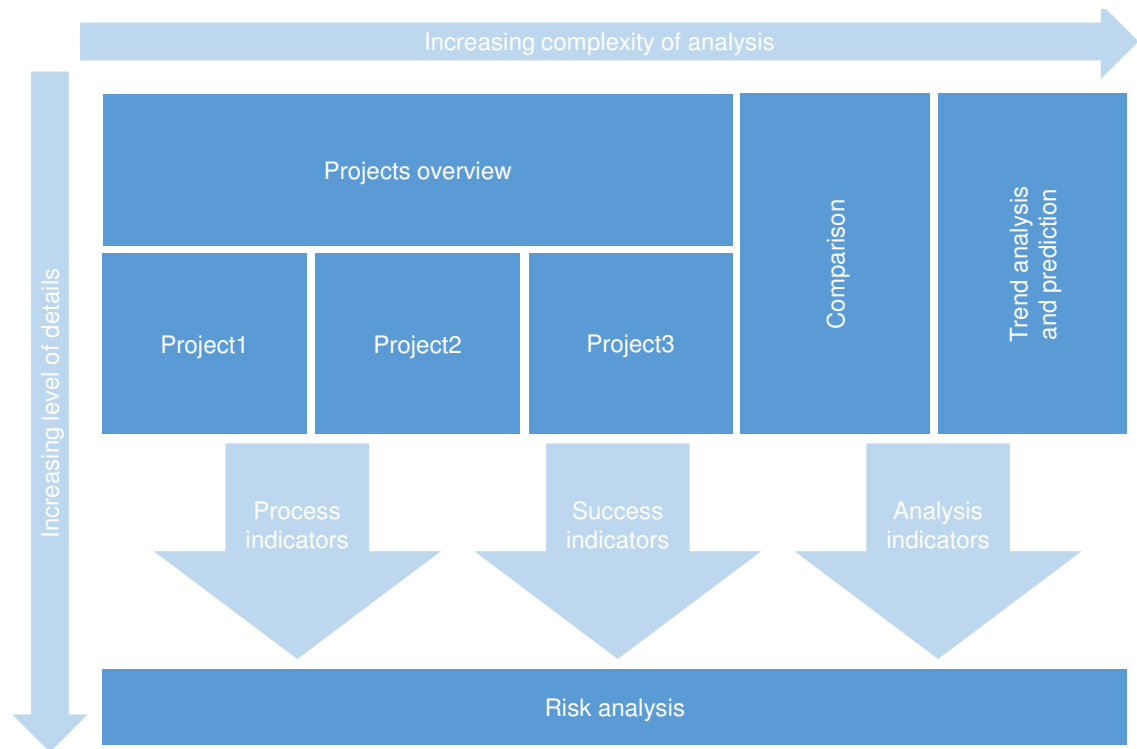 Increasing complexity of analysis
Increasing level of details
Projects overview
Comparison
Trend analysis
and prediction
Project1
Project2
Project3
Process
indicators
Success
indicators
Analysis
indicators
Risk analysis